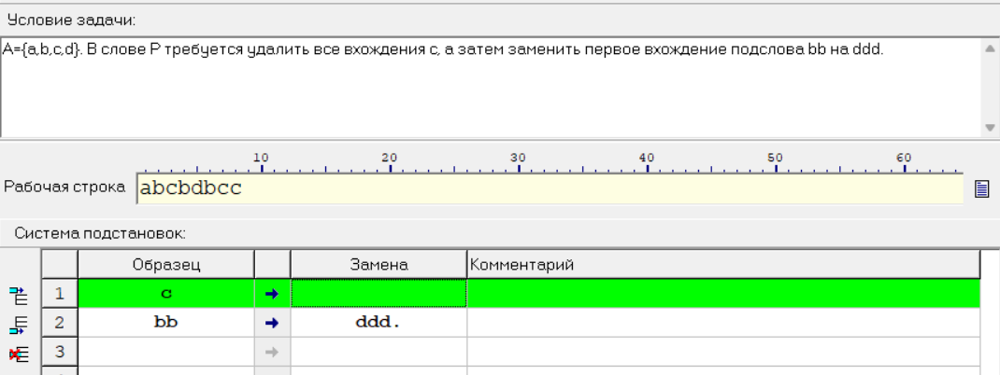 Условие задачи:
A={a,b,c,d}. В слове P требуется удалить все вхождения c, а затем заменить первое вхождение подслова bb на ddd.
10 20 30 40 50 60
Рабочая строка abcbdbcc
Система подстановок:
Образец Замена Комментарий
1 c →
2 bb → ddd.
3 →